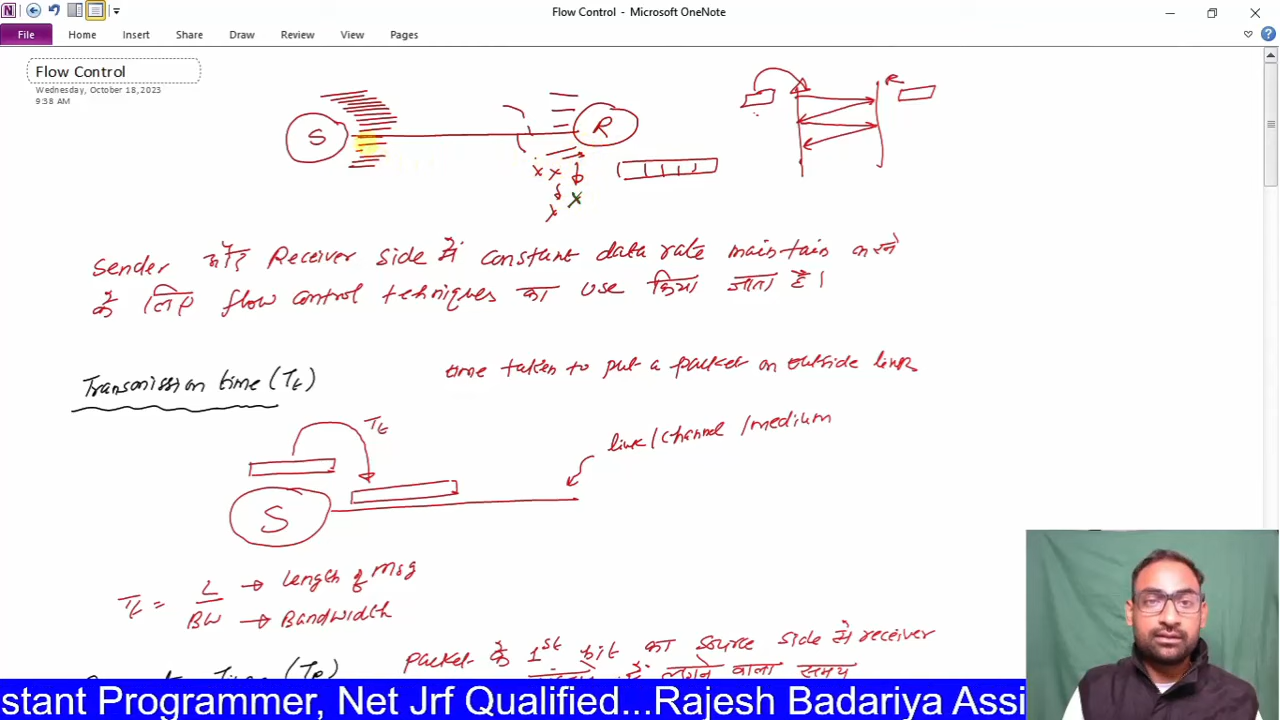 Flow Control - Microsoft OneNote
File Home Insert Share Draw Review View Pages
Flow Control
Wednesday, October 18, 2023
9:38 AM
S R
Sender और Receiver side में constant data rate maintain करने
के लिए flow control techniques का use किया जाता है।
Transmission time (Tt)
time taken to put a packet on outside link
Tt
link/channel/medium
S
Tt = L → Length of Msg
BW → Bandwidth
Packet के 1st bit का source side से receiver
लगने वाला समय
stant Programmer, Net Jrf Qualified...Rajesh Badariya Assi